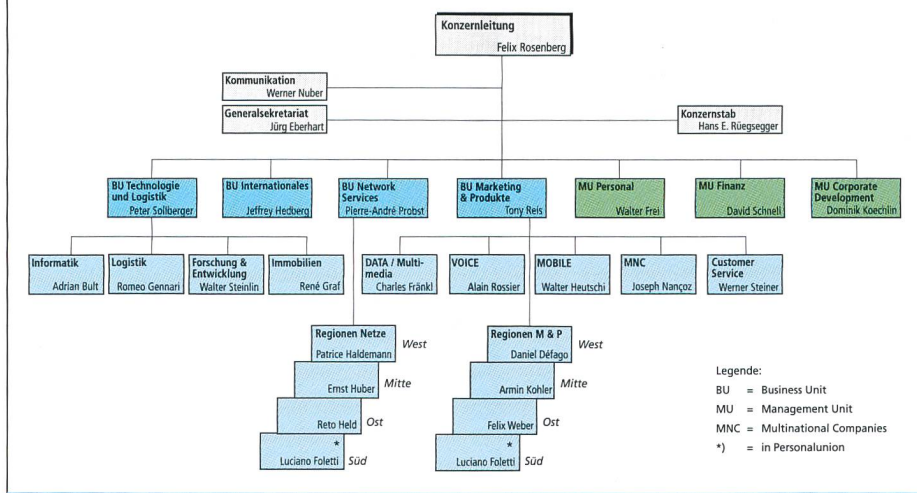 Konzernleitung
Felix Rosenberg
Kommunikation
Werner Nuber
Generalsekretariat
Jürg Eberhart
Konzernstab
Hans E. Rüegsegger
BU Technologie
und Logistik
Peter Sollberger
BU Internationales
Jeffrey Hedberg
BU Network
Services
Pierre-André Probst
BU Marketing
& Produkte
Tony Reis
MU Personal
Walter Frei
MU Finanz
David Schnell
MU Corporate
Development
Dominik Koechlin
Informatik
Adrian Bult
Logistik
Romeo Gennari
Forschung &
Entwicklung
Walter Steinlin
Immobilien
René Graf
DATA / Multi-
media
Charles Fränkl
VOICE
Alain Rossier
MOBILE
Walter Heutschi
MNC
Joseph Nançoz
Customer
Service
Werner Steiner
Regionen Netze
Patrice Haldemann
West
Ernst Huber
Mitte
Reto Held
Ost
*
Luciano Foletti
Süd
Regionen M & P
Daniel Défago
West
Armin Kohler
Mitte
Felix Weber
Ost
*
Luciano Foletti
Süd
Legende:
BU = Business Unit
MU = Management Unit
MNC = Multinational Companies
*) = in Personalunion